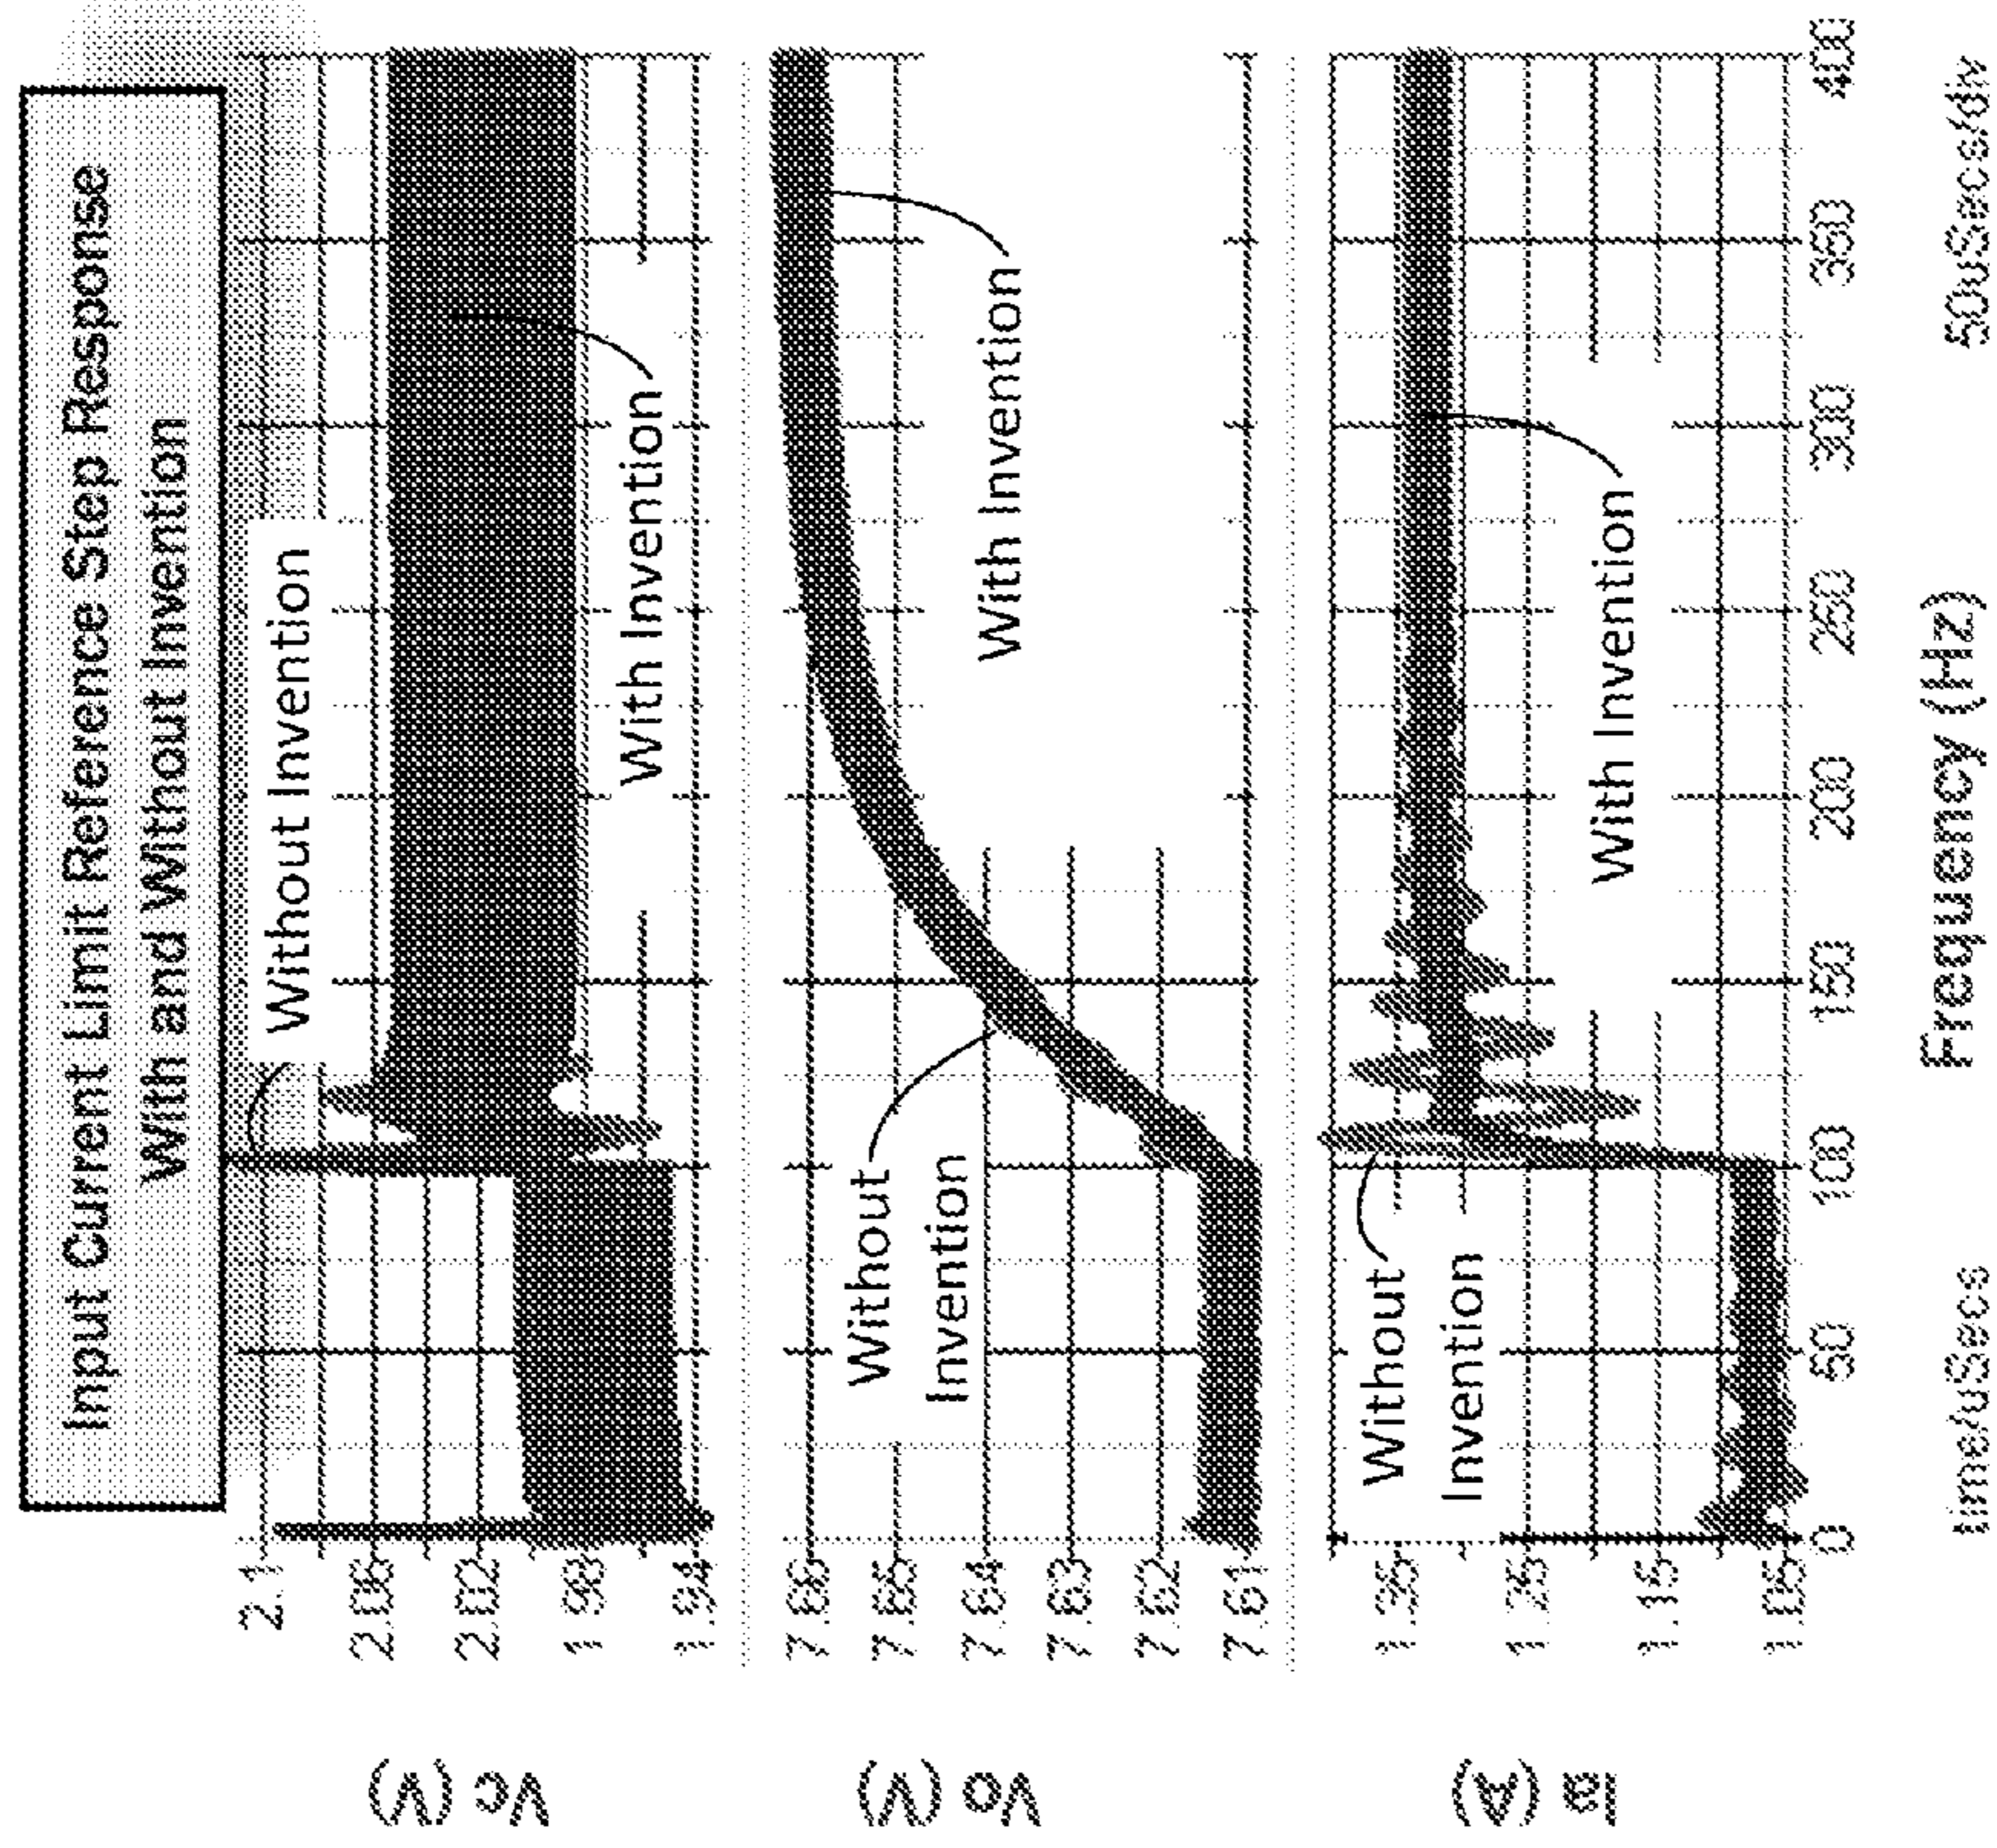 Input Current Limit Reference Step Response
With and Without Invention
Vc (V)
2.1
2.06
2.02
1.98
1.94
Without Invention
With Invention
Vo (V)
7.66
7.65
7.64
7.63
7.62
7.61
Without
Invention
With Invention
Ia (A)
1.35
1.25
1.15
1.05
Without
Invention
With Invention
0 50 100 150 200 250 300 350 400
time/uSecs Frequency (Hz) 50uSecs/div